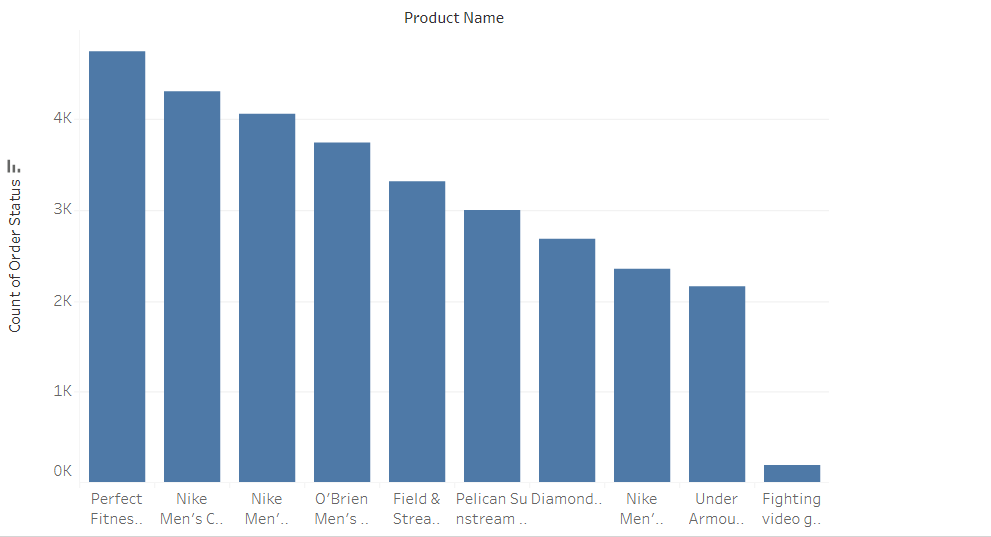 Product Name
Count of Order Status
4K
3K
2K
1K
0K
Perfect Fitnes..
Nike Men's C..
Nike Men'..
O'Brien Men's ..
Field & Strea..
Pelican Su nstream ..
Diamond..
Nike Men'..
Under Armou..
Fighting video g..